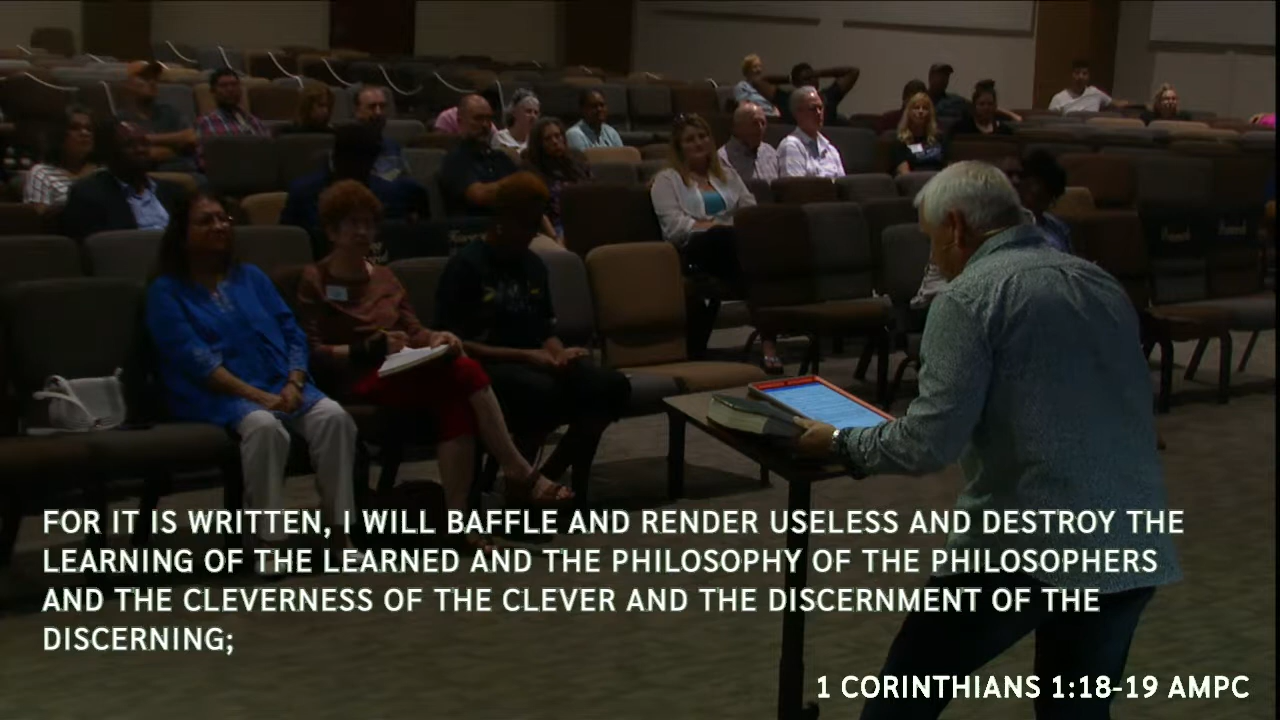 FOR IT IS WRITTEN, I WILL BAFFLE AND RENDER USELESS AND DESTROY THE
LEARNING OF THE LEARNED AND THE PHILOSOPHY OF THE PHILOSOPHERS
AND THE CLEVERNESS OF THE CLEVER AND THE DISCERNMENT OF THE
DISCERNING;
1 CORINTHIANS 1:18-19 AMPC